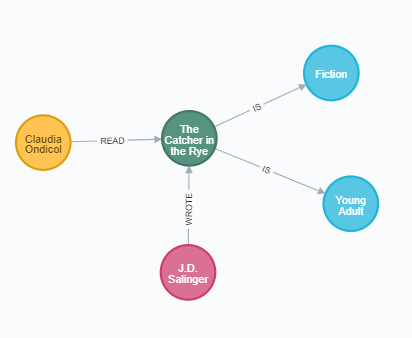 Fiction
IS
The
Catcher in
the Rye
Claudia
Ondicol
READ
IS
Young
Adult
WROTE
J.D.
Salinger